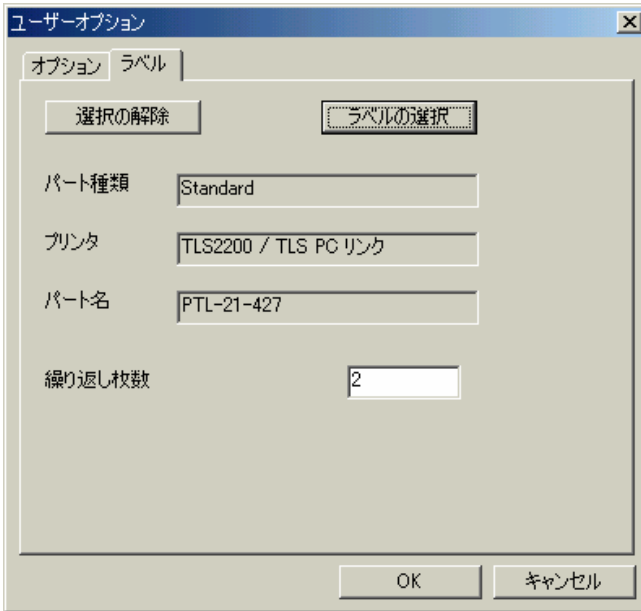 ユーザーオプション
オプション ラベル
選択の解除 ラベルの選択
パート種類 Standard
プリンタ TLS2200 / TLS PC リンク
パート名 PTL-21-427
繰り返し枚数 2
OK キャンセル